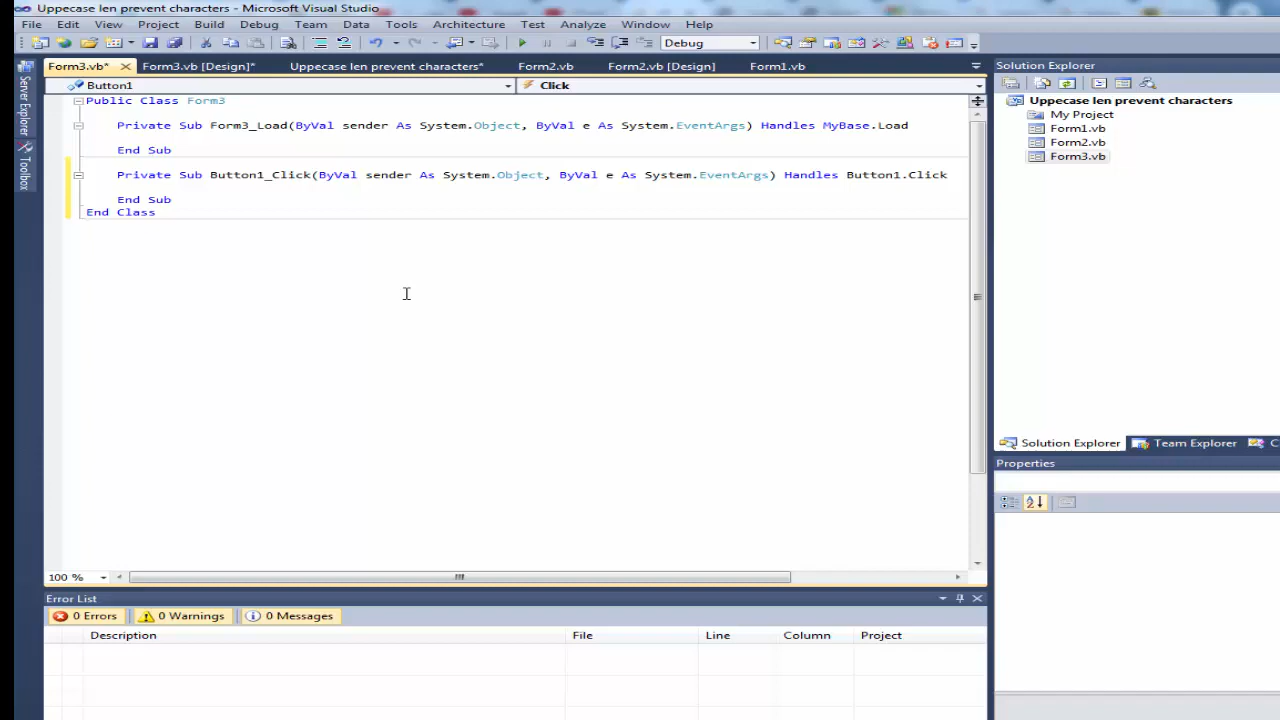 Uppecase len prevent characters - Microsoft Visual Studio
File Edit View Project Build Debug Team Data Tools Architecture Test Analyze Window Help
Debug
Form3.vb* Form3.vb [Design]* Uppecase len prevent characters* Form2.vb Form2.vb [Design] Form1.vb
Button1 Click
Public Class Form3
Private Sub Form3_Load(ByVal sender As System.Object, ByVal e As System.EventArgs) Handles MyBase.Load
End Sub
Private Sub Button1_Click(ByVal sender As System.Object, ByVal e As System.EventArgs) Handles Button1.Click
End Sub
End Class
100 %
Server Explorer
Toolbox
Solution Explorer
Uppecase len prevent characters
My Project
Form1.vb
Form2.vb
Form3.vb
Solution Explorer Team Explorer C
Properties
Error List
0 Errors 0 Warnings 0 Messages
Description File Line Column Project